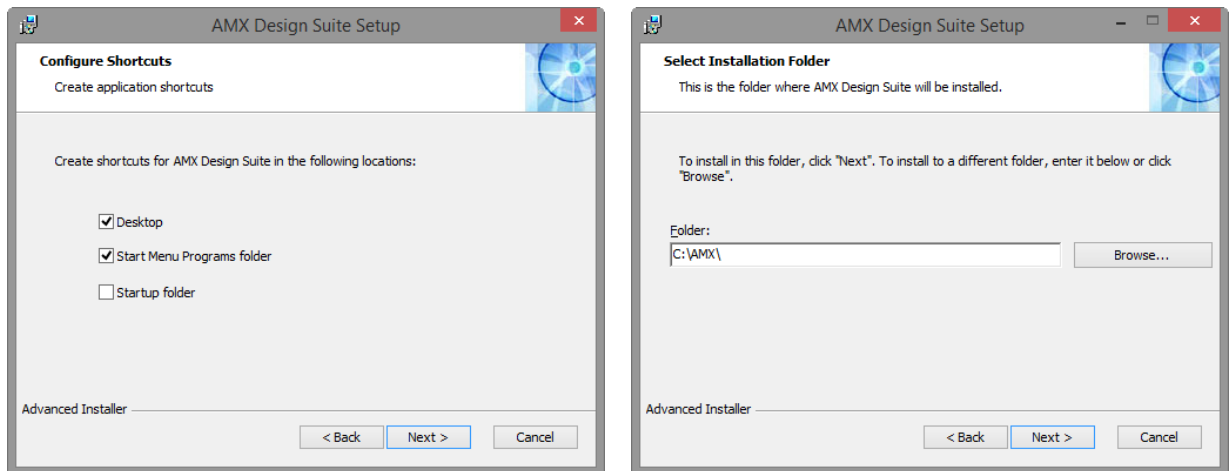 AMX Design Suite Setup
Configure Shortcuts
Create application shortcuts
Create shortcuts for AMX Design Suite in the following locations:
Desktop
Start Menu Programs folder
Startup folder
Advanced Installer
< Back
Next >
Cancel
AMX Design Suite Setup
Select Installation Folder
This is the folder where AMX Design Suite will be installed.
To install in this folder, click "Next". To install to a different folder, enter it below or click
"Browse".
Folder:
C:\AMX\
Browse...
Advanced Installer
< Back
Next >
Cancel